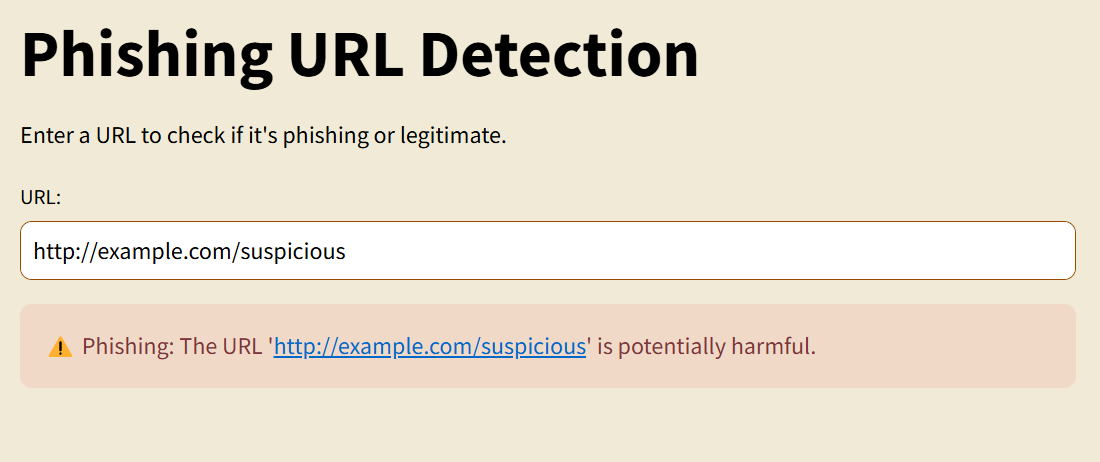 Phishing URL Detection
Enter a URL to check if it's phishing or legitimate.
URL:
http://example.com/suspicious
⚠️ Phishing: The URL 'http://example.com/suspicious' is potentially harmful.